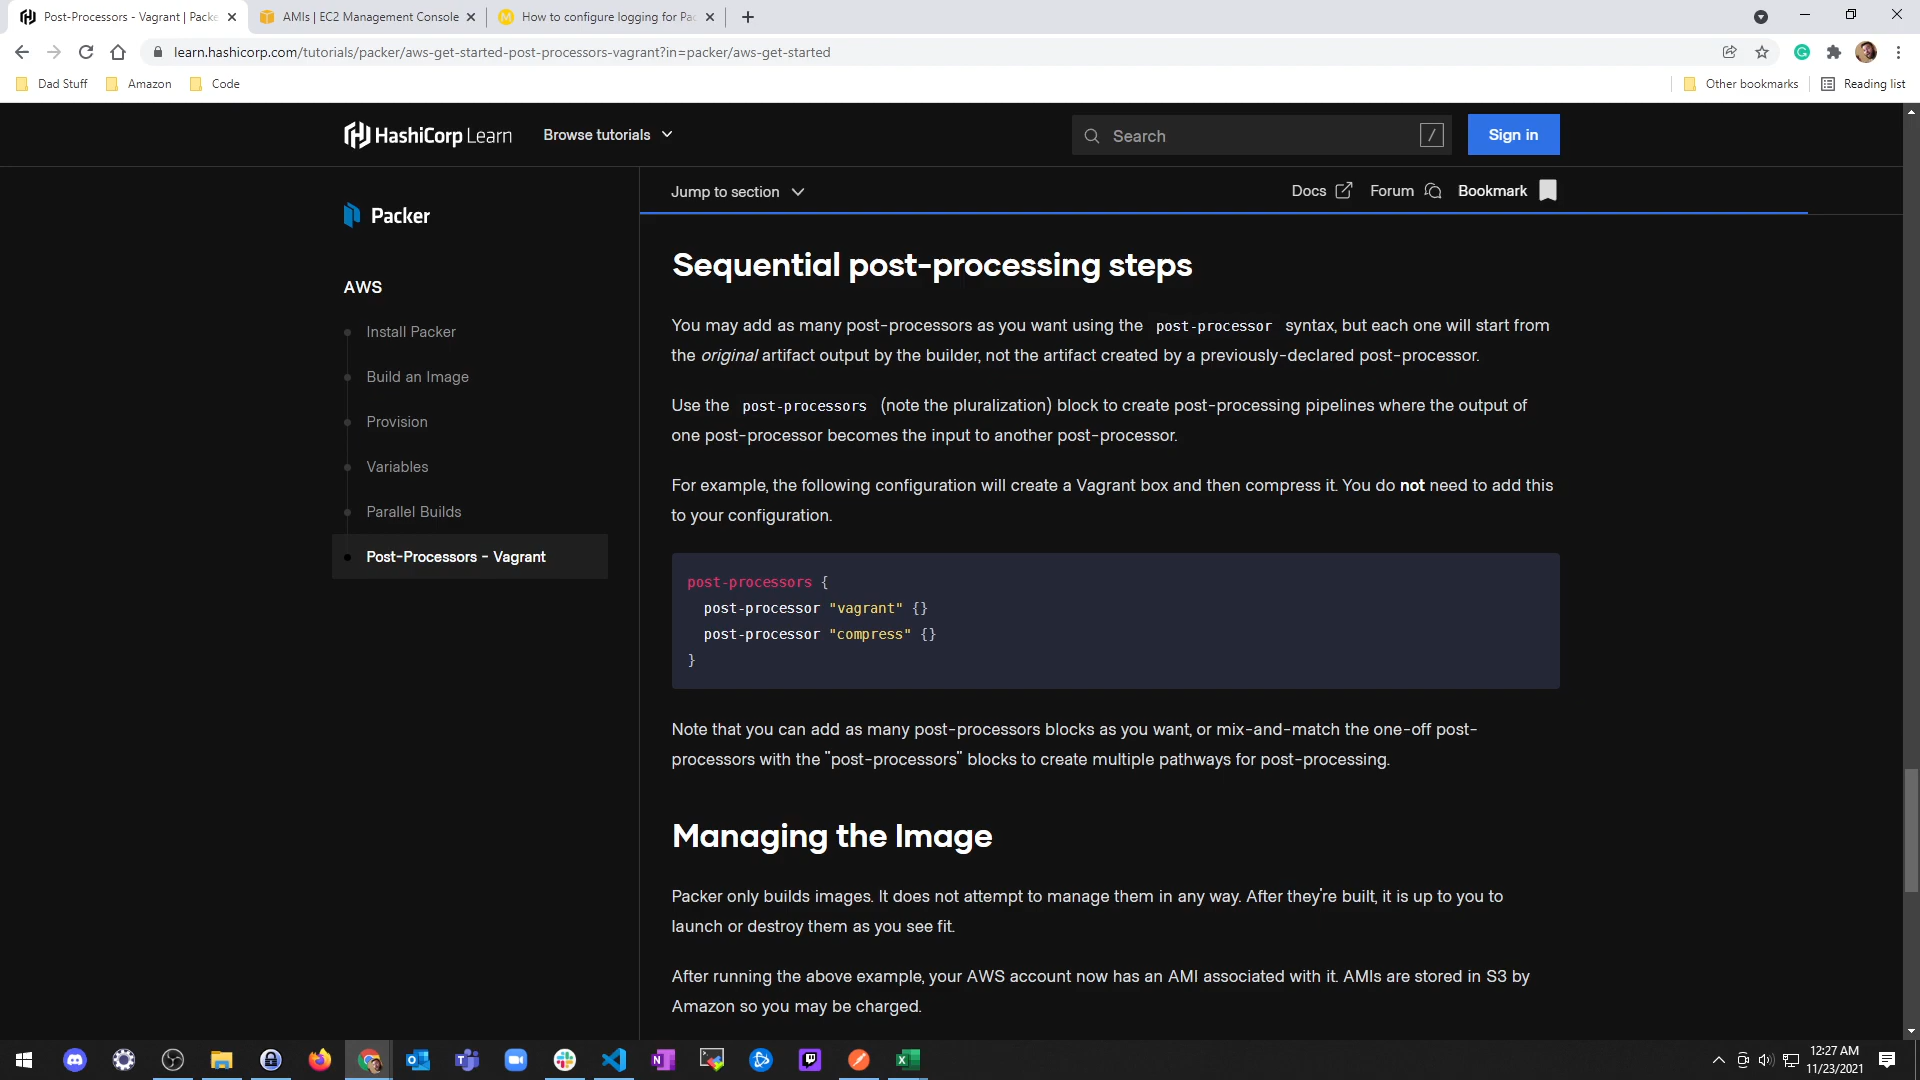 Post-Processors - Vagrant | Packe
AMIs | EC2 Management Console
How to configure logging for Pac
learn.hashicorp.com/tutorials/packer/aws-get-started-post-processors-vagrant?in=packer/aws-get-started
Dad Stuff
Amazon
Code
Other bookmarks
Reading list
HashiCorp Learn
Browse tutorials
Search
/
Sign in
Packer
AWS
Install Packer
Build an Image
Provision
Variables
Parallel Builds
Post-Processors - Vagrant
Jump to section
Docs
Forum
Bookmark
Sequential post-processing steps
You may add as many post-processors as you want using the post-processor syntax, but each one will start from
the original artifact output by the builder, not the artifact created by a previously-declared post-processor.
Use the post-processors (note the pluralization) block to create post-processing pipelines where the output of
one post-processor becomes the input to another post-processor.
For example, the following configuration will create a Vagrant box and then compress it. You do not need to add this
to your configuration.
post-processors {
post-processor "vagrant" {}
post-processor "compress" {}
}
Note that you can add as many post-processors blocks as you want, or mix-and-match the one-off post-
processors with the "post-processors" blocks to create multiple pathways for post-processing.
Managing the Image
Packer only builds images. It does not attempt to manage them in any way. After they're built, it is up to you to
launch or destroy them as you see fit.
After running the above example, your AWS account now has an AMI associated with it. AMIs are stored in S3 by
Amazon so you may be charged.
12:27 AM
11/23/2021